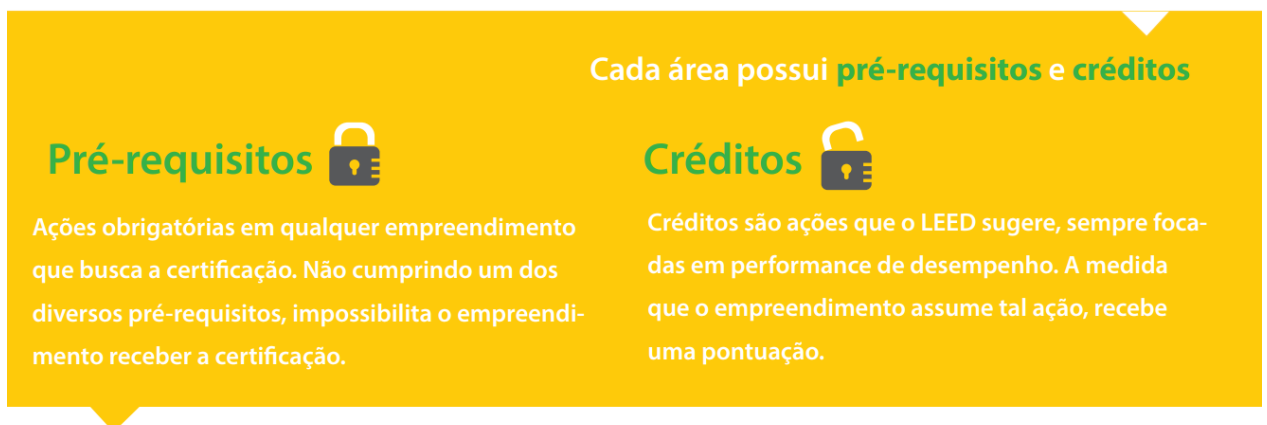 Cada área possui pré-requisitos e créditos
Pré-requisitos
Ações obrigatórias em qualquer empreendimento
que busca a certificação. Não cumprindo um dos
diversos pré-requisitos, impossibilita o empreendi-
mento receber a certificação.
Créditos
Créditos são ações que o LEED sugere, sempre foca-
das em performance de desempenho. A medida
que o empreendimento assume tal ação, recebe
uma pontuação.